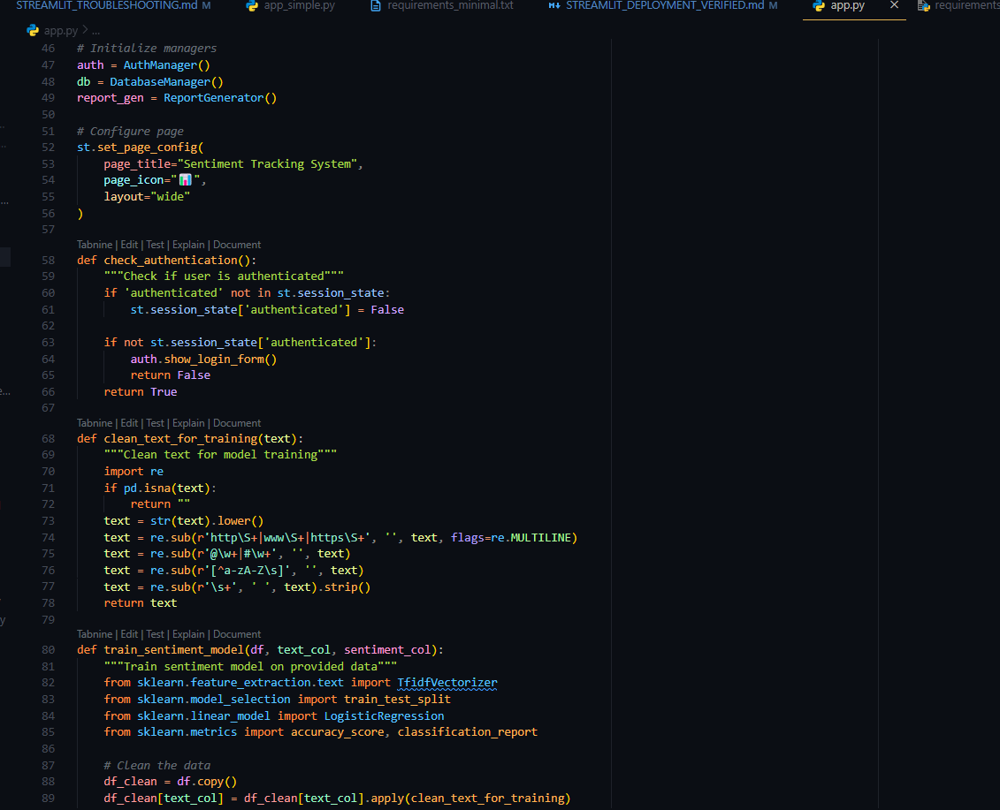 STREAMLIT_TROUBLESHOOTING.md M app_simple.py requirements_minimal.txt STREAMLIT_DEPLOYMENT_VERIFIED.md M app.py × requirements
app.py > ...
46 # Initialize managers
47 auth = AuthManager()
48 db = DatabaseManager()
49 report_gen = ReportGenerator()
50
51 # Configure page
52 st.set_page_config(
53     page_title="Sentiment Tracking System",
54     page_icon="📊",
55     layout="wide"
56 )
57
Tabnine | Edit | Test | Explain | Document
58 def check_authentication():
59     """Check if user is authenticated"""
60     if 'authenticated' not in st.session_state:
61         st.session_state['authenticated'] = False
62
63     if not st.session_state['authenticated']:
64         auth.show_login_form()
65         return False
66     return True
67
Tabnine | Edit | Test | Explain | Document
68 def clean_text_for_training(text):
69     """Clean text for model training"""
70     import re
71     if pd.isna(text):
72         return ""
73     text = str(text).lower()
74     text = re.sub(r'http\S+|www\S+|https\S+', '', text, flags=re.MULTILINE)
75     text = re.sub(r'@\w+|#\w+', '', text)
76     text = re.sub(r'[^a-zA-Z\s]', '', text)
77     text = re.sub(r'\s+', ' ', text).strip()
78     return text
79
Tabnine | Edit | Test | Explain | Document
80 def train_sentiment_model(df, text_col, sentiment_col):
81     """Train sentiment model on provided data"""
82     from sklearn.feature_extraction.text import TfidfVectorizer
83     from sklearn.model_selection import train_test_split
84     from sklearn.linear_model import LogisticRegression
85     from sklearn.metrics import accuracy_score, classification_report
86
87     # Clean the data
88     df_clean = df.copy()
89     df_clean[text_col] = df_clean[text_col].apply(clean_text_for_training)